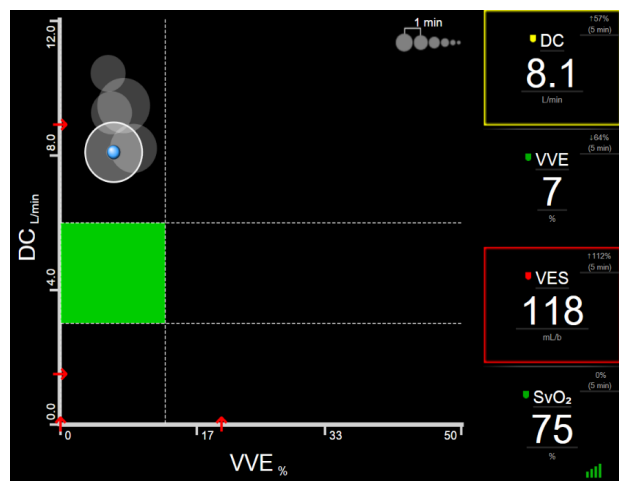 1 min
12.0
8.0
4.0
0.0
DC L/min
0
17
33
50
VVE %
↑57%
(5 min)
DC
8.1
L/min
↓64%
(5 min)
VVE
7
%
↑112%
(5 min)
VES
118
mL/b
0%
(5 min)
SvO₂
75
%